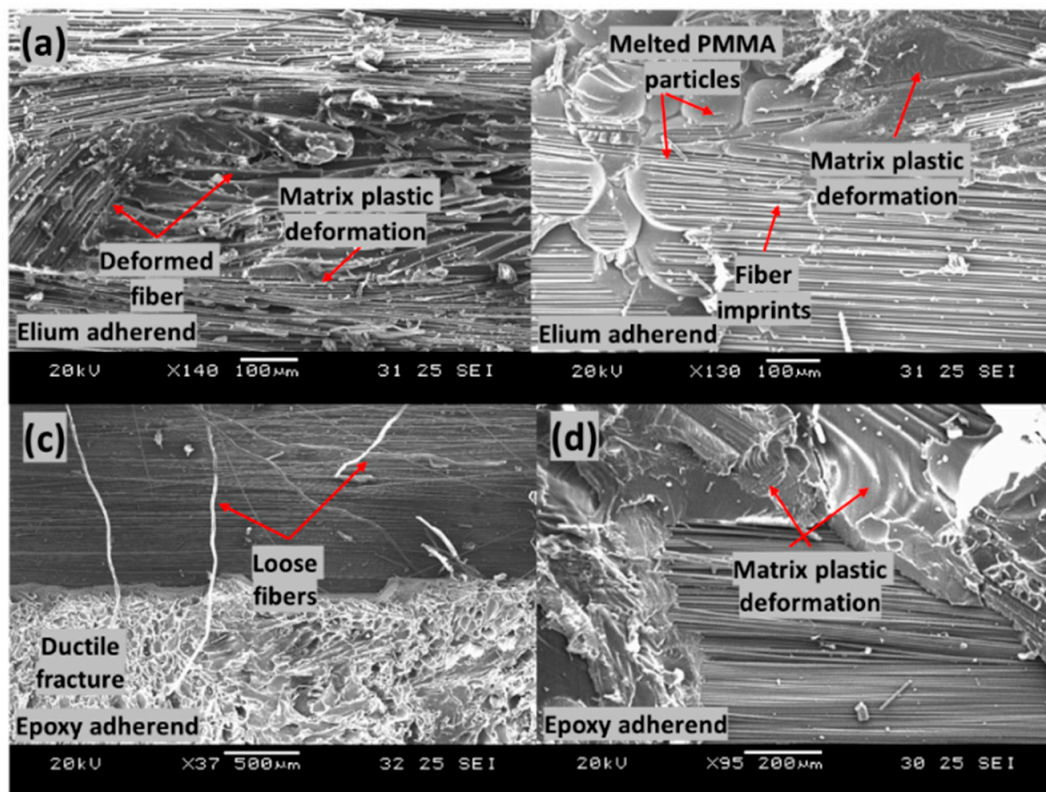 (a)
Deformed
fiber
Matrix plastic
deformation
Elium adherend
20kV X140 100μm 31 25 SEI
Melted PMMA
particles
Matrix plastic
deformation
Fiber
imprints
Elium adherend
20kV X130 100μm 31 25 SEI
(c)
Loose
fibers
Ductile
fracture
Epoxy adherend
20kV X37 500μm 32 25 SEI
(d)
Matrix plastic
deformation
Epoxy adherend
20kV X95 200μm 30 25 SEI